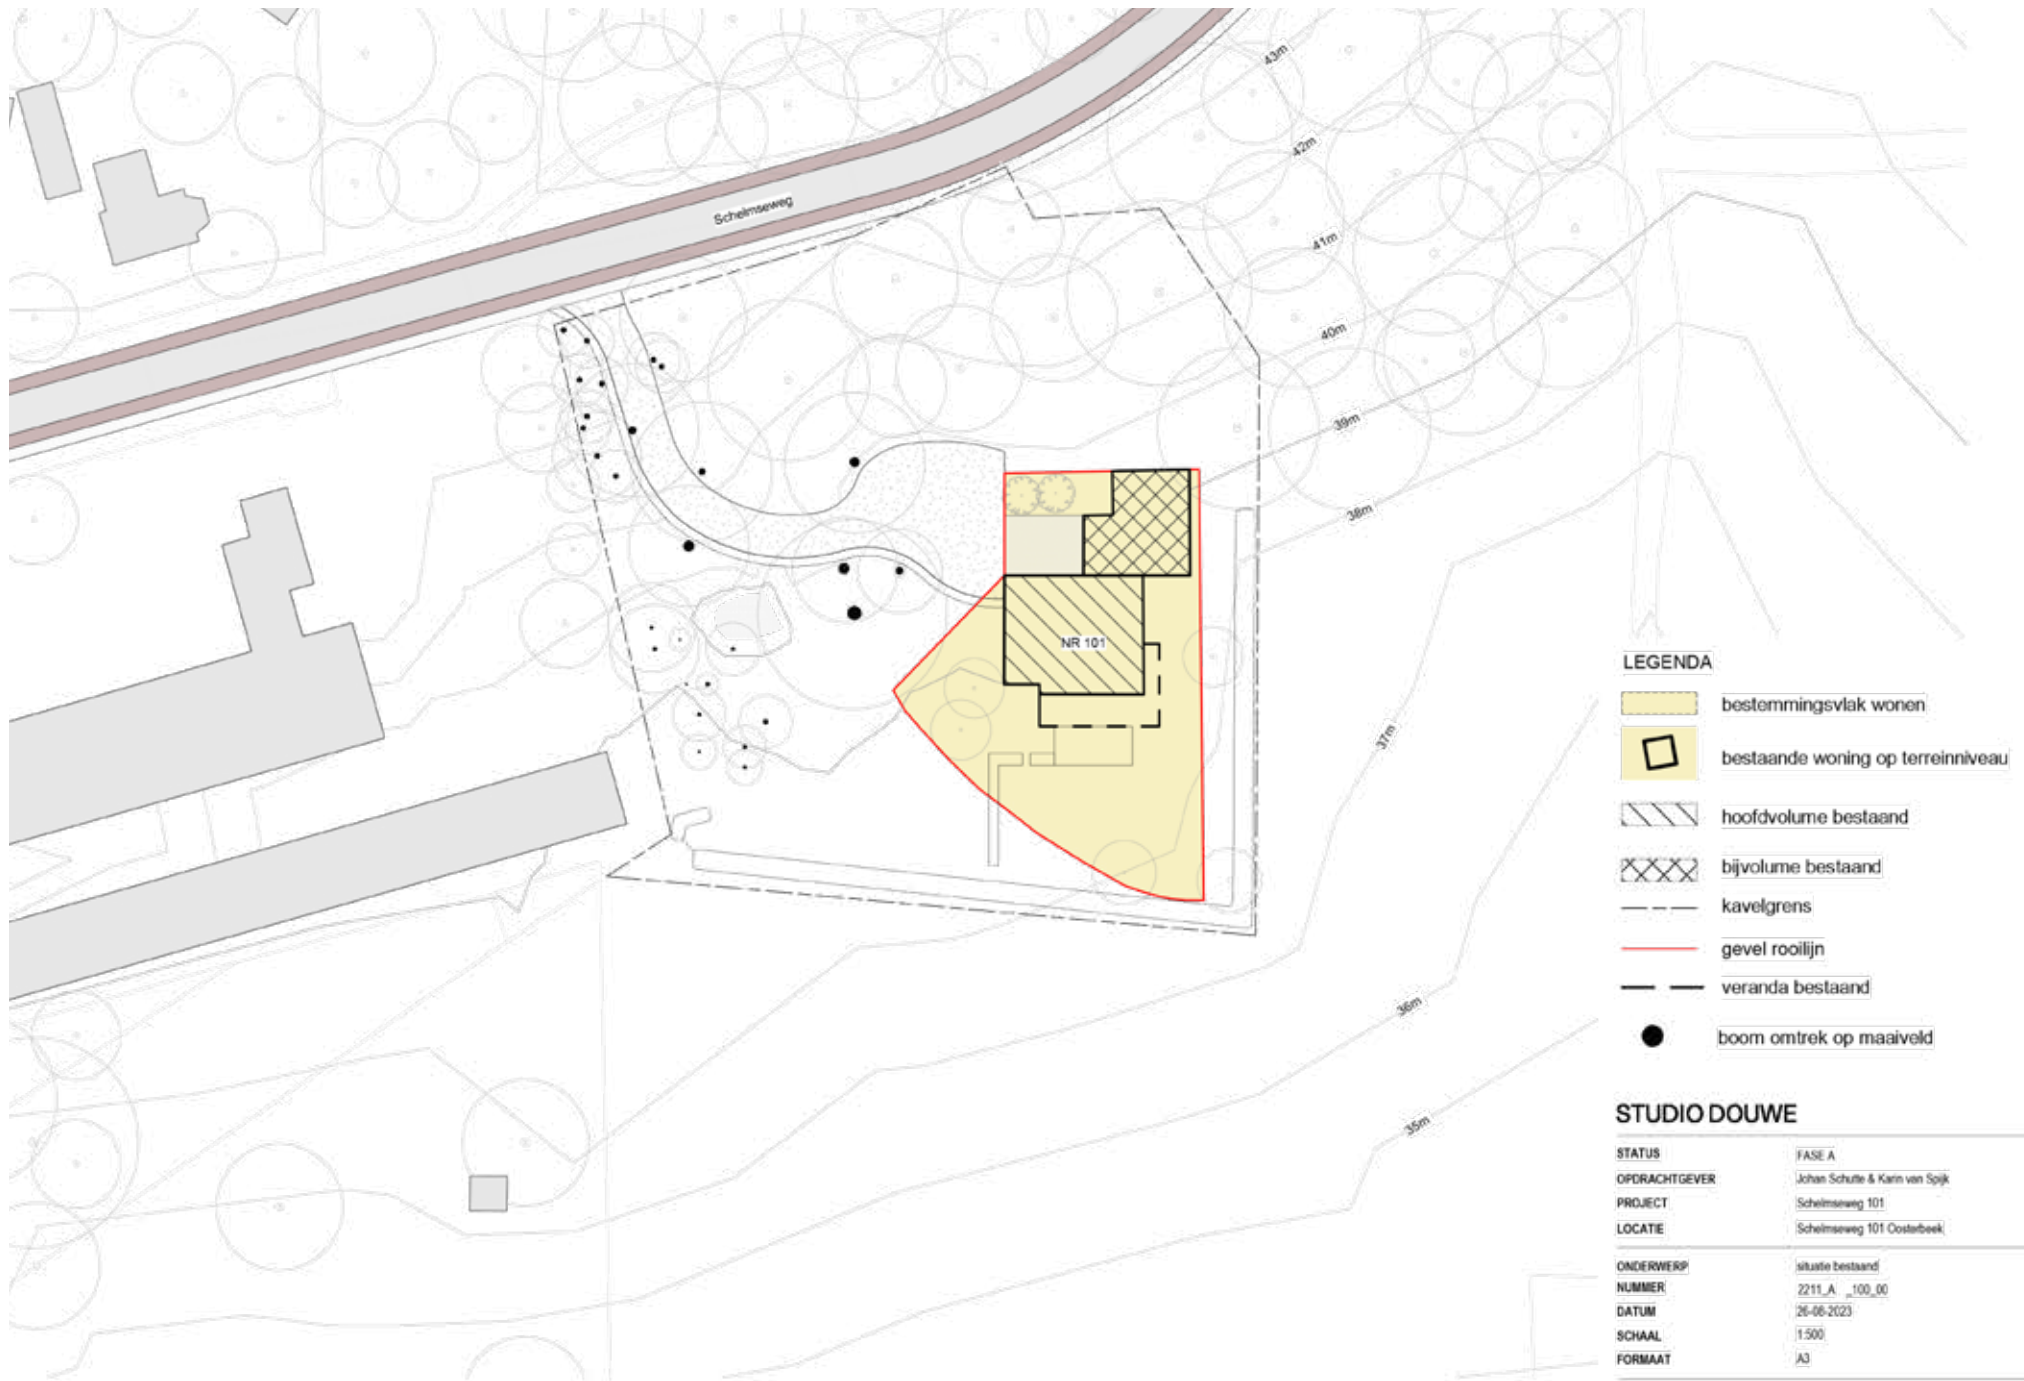 43m
42m
Schelmseweg
41m
40m
39m
38m
NR 101
37m
36m
35m
LEGENDA
bestemmingsvlak wonen
bestaande woning op terreinniveau
hoofdvolume bestaand
bijvolume bestaand
kavelgrens
gevel rooilijn
veranda bestaand
boom omtrek op maaiveld
STUDIO DOUWE
STATUS FASE A
OPDRACHTGEVER Johan Schutte & Karin van Spijk
PROJECT Schelmseweg 101
LOCATIE Schelmseweg 101 Oosterbeek
ONDERWERP situatie bestaand
NUMMER 2211_A _100_00
DATUM 26-08-2023
SCHAAL 1:500
FORMAAT A3